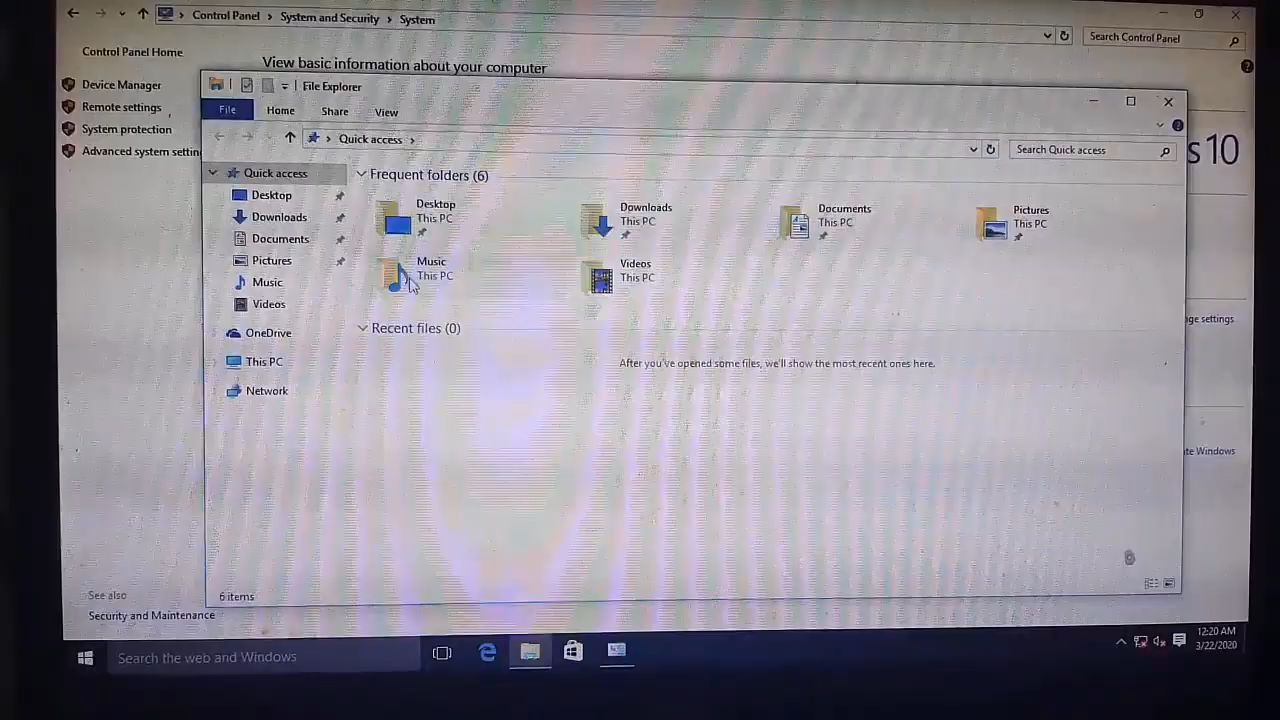 Control Panel > System and Security > System
Search Control Panel
Control Panel Home
View basic information about your computer
Device Manager
Remote settings
System protection
Advanced system settin
s 10
File Explorer
File Home Share View
Quick access
Search Quick access
Quick access
Desktop
Downloads
Documents
Pictures
Music
Videos
OneDrive
This PC
Network
Frequent folders (6)
Desktop
This PC
Downloads
This PC
Documents
This PC
Pictures
This PC
Music
This PC
Videos
This PC
Recent files (0)
After you've opened some files, we'll show the most recent ones here.
ge settings
te Windows
6 items
See also
Security and Maintenance
Search the web and Windows
12:20 AM
3/22/2020